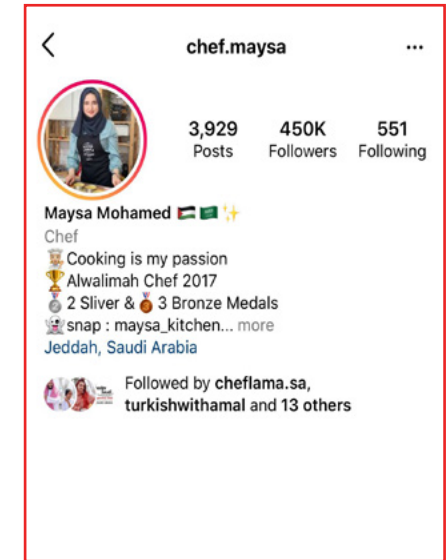 chef.maysa
3,929 450K 551
Posts Followers Following
Maysa Mohamed 🇵🇸🇸🇦✨
Chef
👨‍🍳Cooking is my passion
🏆Alwalimah Chef 2017
🥈2 Sliver & 🥉3 Bronze Medals
👻snap : maysa_kitchen... more
Jeddah, Saudi Arabia
Followed by cheflama.sa,
turkishwithamal and 13 others